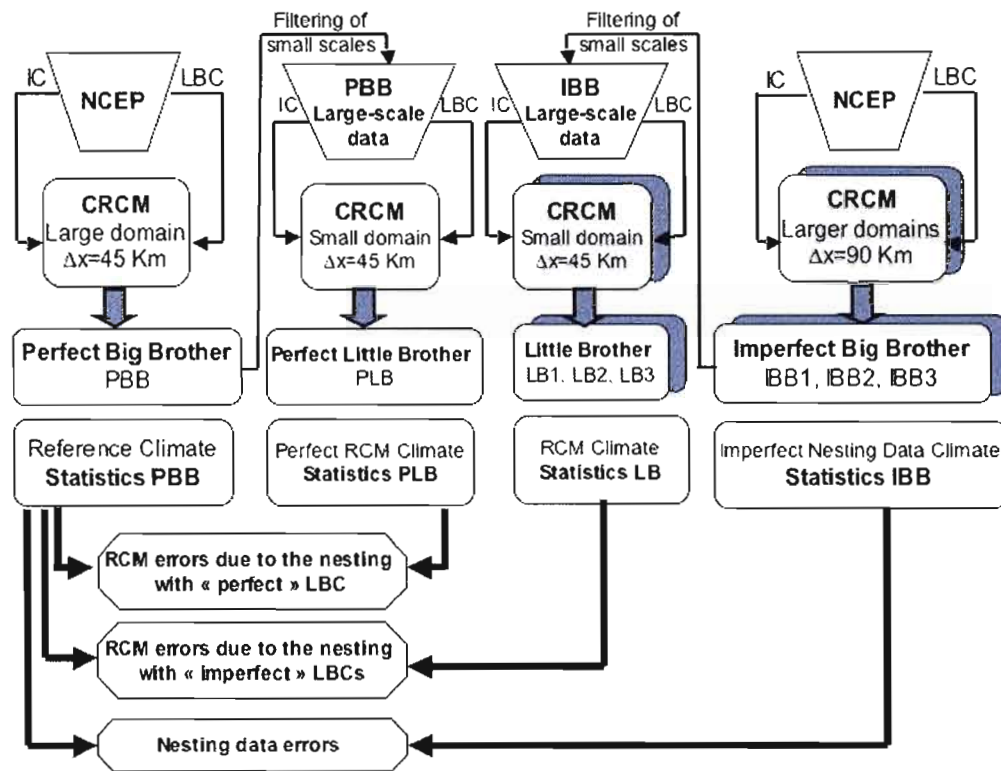 Filtering of
small scales
Filtering of
small scales
IC
LBC
NCEP
IC
PBB
Large-scale
data
LBC
IC
IBB
Large-scale
data
LBC
IC
LBC
NCEP
CRCM
Large domain
Δx=45 Km
CRCM
Small domain
Δx=45 Km
CRCM
Small domain
Δx=45 Km
CRCM
Larger domains
Δx=90 Km
Perfect Big Brother
PBB
Perfect Little Brother
PLB
Little Brother
LB1, LB2, LB3
Imperfect Big Brother
IBB1, IBB2, IBB3
Reference Climate
Statistics PBB
Perfect RCM Climate
Statistics PLB
RCM Climate
Statistics LB
Imperfect Nesting Data Climate
Statistics IBB
RCM errors due to the nesting
with « perfect » LBC
RCM errors due to the nesting
with « imperfect » LBCs
Nesting data errors